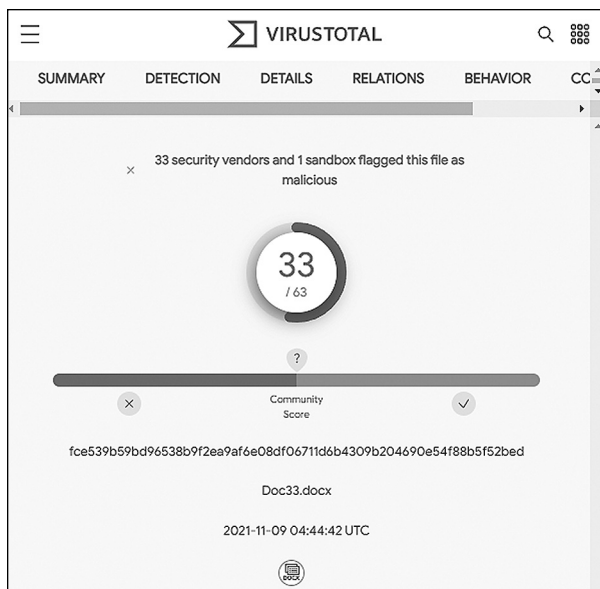 VIRUSTOTAL
SUMMARY DETECTION DETAILS RELATIONS BEHAVIOR CO
33 security vendors and 1 sandbox flagged this file as
malicious
33
/ 63
?
Community
Score
fce539b59bd96538b9f2ea9af6e08df06711d6b4309b204690e54f88b5f52bed
Doc33.docx
2021-11-09 04:44:42 UTC
DOCX